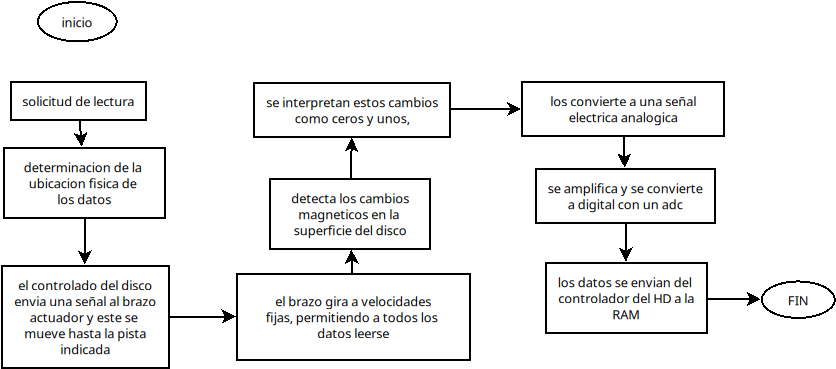 inicio
solicitud de lectura
determinacion de la
ubicacion fisica de
los datos
el controlado del disco
envia una señal al brazo
actuador y este se
mueve hasta la pista
indicada
el brazo gira a velocidades
fijas, permitiendo a todos los
datos leerse
detecta los cambios
magneticos en la
superficie del disco
se interpretan estos cambios
como ceros y unos,
los convierte a una señal
electrica analogica
se amplifica y se convierte
a digital con un adc
los datos se envian del
controlador del HD a la
RAM
FIN